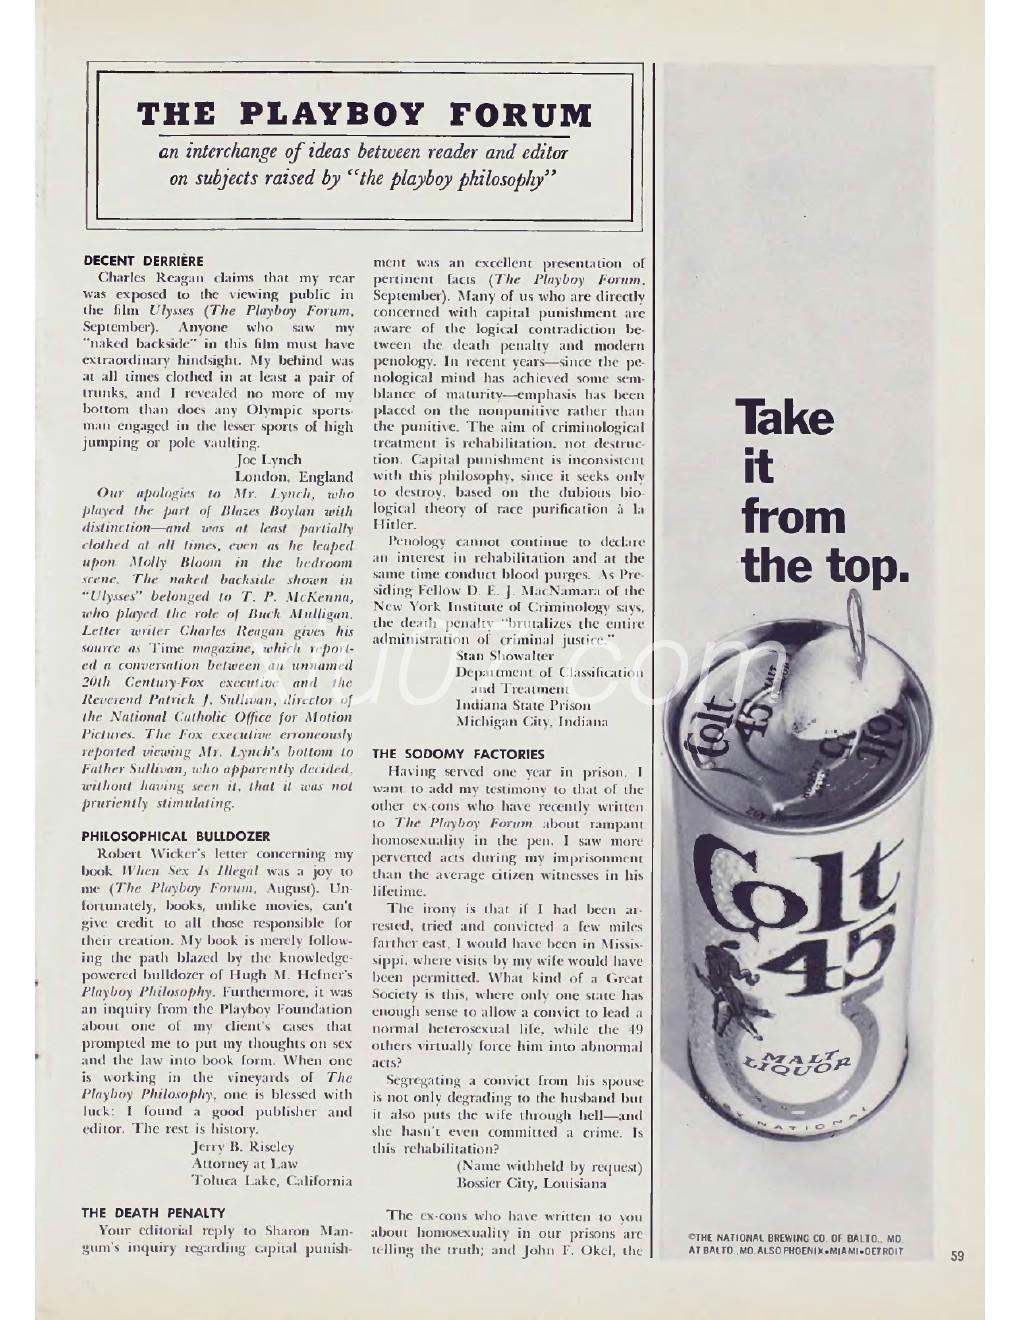 THE PLAYBOY FORUM
an interchange of ideas between reader and editor
on subjects raised by “the playboy philosophy”
DECENT DERRIÈRE
Charles Reagan claims that my rear
was exposed to the viewing public in
the film Ulysses (The Playboy Forum,
September). Anyone who saw my
"naked backside" in this film must have
extraordinary hindsight. My behind was
at all times clothed in at least a pair of
trunks, and I revealed no more of my
bottom than does any Olympic sports-
man engaged in the lesser sports of high
jumping or pole vaulting.
Joe Lynch
London, England
Our apologies to Mr. Lynch, who
played the part of Blazes Boylan with
distinction—and was at least partially
clothed at all times, even as he leaped
upon Molly Bloom in the bedroom
scene. The naked backside shown in
"Ulysses" belonged to T. P. McKenna,
who played the role of Buck Mulligan.
Letter writer Charles Reagan gives his
source as Time magazine, which report-
ed a conversation between an unnamed
20th Century-Fox executive and the
Reverend Patrick J. Sullivan, director of
the National Catholic Office for Motion
Pictures. The Fox executive erroneously
reported viewing Mr. Lynch's bottom to
Father Sullivan, who apparently decided,
without having seen it, that it was not
pruriently stimulating.
PHILOSOPHICAL BULLDOZER
Robert Wicker's letter concerning my
book When Sex Is Illegal was a joy to
me (The Playboy Forum, August). Un-
fortunately, books, unlike movies, can't
give credit to all those responsible for
their creation. My book is merely follow-
ing the path blazed by the knowledge-
powered bulldozer of Hugh M. Hefner's
Playboy Philosophy. Furthermore, it was
an inquiry from the Playboy Foundation
about one of my client's cases that
prompted me to put my thoughts on sex
and the law into book form. When one
is working in the vineyards of The
Playboy Philosophy, one is blessed with
luck: I found a good publisher and
editor. The rest is history.
Jerry B. Riseley
Attorney at Law
Toluca Lake, California
THE DEATH PENALTY
Your editorial reply to Sharon Man-
gum's inquiry regarding capital punish-
ment was an excellent presentation of
pertinent facts (The Playboy Forum,
September). Many of us who are directly
concerned with capital punishment are
aware of the logical contradiction be-
tween the death penalty and modern
penology. In recent years—since the pe-
nological mind has achieved some sem-
blance of maturity—emphasis has been
placed on the nonpunitive rather than
the punitive. The aim of criminological
treatment is rehabilitation, not destruc-
tion. Capital punishment is inconsistent
with this philosophy, since it seeks only
to destroy, based on the dubious bio-
logical theory of race purification à la
Hitler.
Penology cannot continue to declare
an interest in rehabilitation and at the
same time conduct blood purges. As Pre-
siding Fellow D. E. J. MacNamara of the
New York Institute of Criminology says,
the death penalty "brutalizes the entire
administration of criminal justice."
Stan Showalter
Department of Classification
and Treatment
Indiana State Prison
Michigan City, Indiana
THE SODOMY FACTORIES
Having served one year in prison, I
want to add my testimony to that of the
other ex-cons who have recently written
to The Playboy Forum about rampant
homosexuality in the pen. I saw more
perverted acts during my imprisonment
than the average citizen witnesses in his
lifetime.
The irony is that if I had been ar-
rested, tried and convicted a few miles
farther east, I would have been in Missis-
sippi, where visits by my wife would have
been permitted. What kind of a Great
Society is this, where only one state has
enough sense to allow a convict to lead a
normal heterosexual life, while the 49
others virtually force him into abnormal
acts?
Segregating a convict from his spouse
is not only degrading to the husband but
it also puts the wife through hell—and
she hasn't even committed a crime. Is
this rehabilitation?
(Name withheld by request)
Bossier City, Louisiana
The ex-cons who have written to you
about homosexuality in our prisons are
telling the truth; and John F. Okel, the
Take
it
from
the top.
Colt
45
Colt
45
MALT
LIQUOR
BY NATIONAL
©THE NATIONAL BREWING CO. OF BALTO., MD.
AT BALTO., MD. ALSO PHOENIX•MIAMI•DETROIT
59